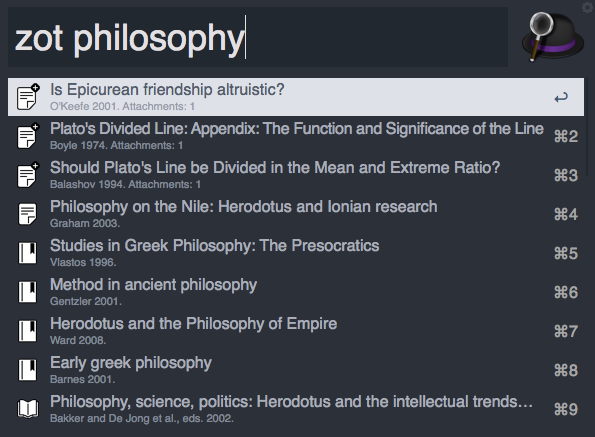 zot philosophy
Is Epicurean friendship altruistic?
O'Keefe 2001. Attachments: 1
Plato's Divided Line: Appendix: The Function and Significance of the Line
Boyle 1974. Attachments: 1
⌘2
Should Plato's Line be Divided in the Mean and Extreme Ratio?
Balashov 1994. Attachments: 1
⌘3
Philosophy on the Nile: Herodotus and Ionian research
Graham 2003.
⌘4
Studies in Greek Philosophy: The Presocratics
Vlastos 1996.
⌘5
Method in ancient philosophy
Gentzler 2001.
⌘6
Herodotus and the Philosophy of Empire
Ward 2008.
⌘7
Early greek philosophy
Barnes 2001.
⌘8
Philosophy, science, politics: Herodotus and the intellectual trends…
Bakker and De Jong et al., eds. 2002.
⌘9